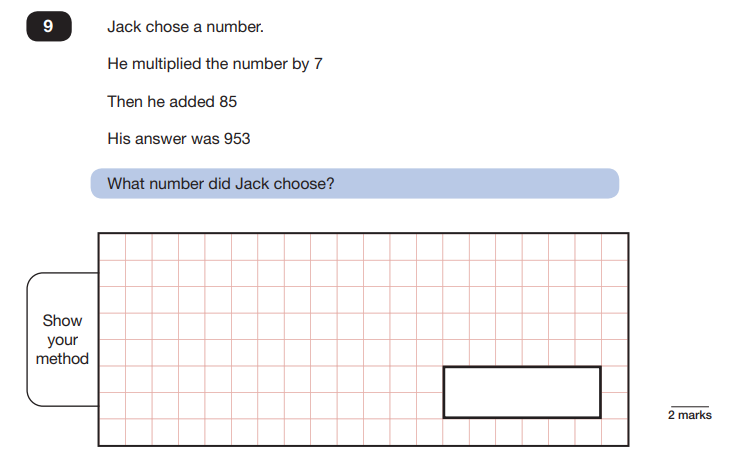 9
Jack chose a number.
He multiplied the number by 7
Then he added 85
His answer was 953
What number did Jack choose?
Show
your
method
2 marks